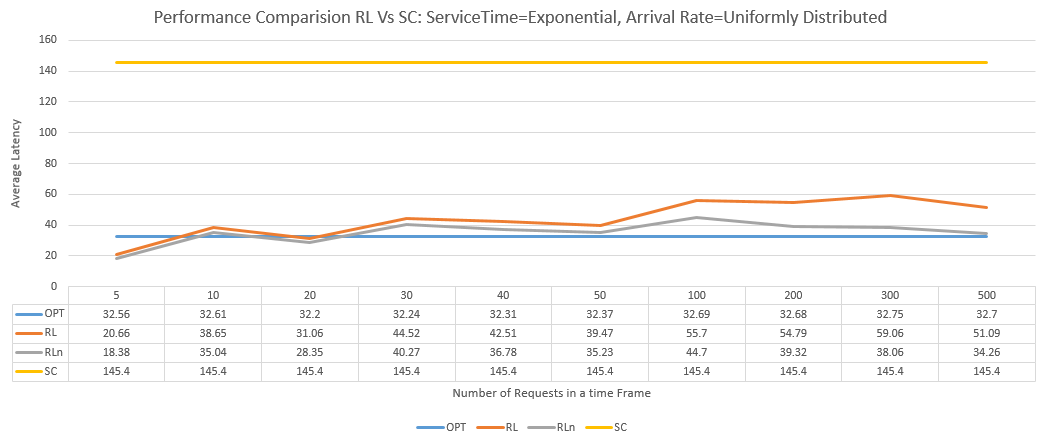 Performance Comparision RL Vs SC: ServiceTime=Exponential, Arrival Rate=Uniformly Distributed
160
140
120
100
80
60
40
20
0
Average Latency
5 10 20 30 40 50 100 200 300 500
OPT 32.56 32.61 32.2 32.24 32.31 32.37 32.69 32.68 32.75 32.7
RL 20.66 38.65 31.06 44.52 42.51 39.47 55.7 54.79 59.06 51.09
RLn 18.38 35.04 28.35 40.27 36.78 35.23 44.7 39.32 38.06 34.26
SC 145.4 145.4 145.4 145.4 145.4 145.4 145.4 145.4 145.4 145.4
Number of Requests in a time Frame
OPT RL RLn SC